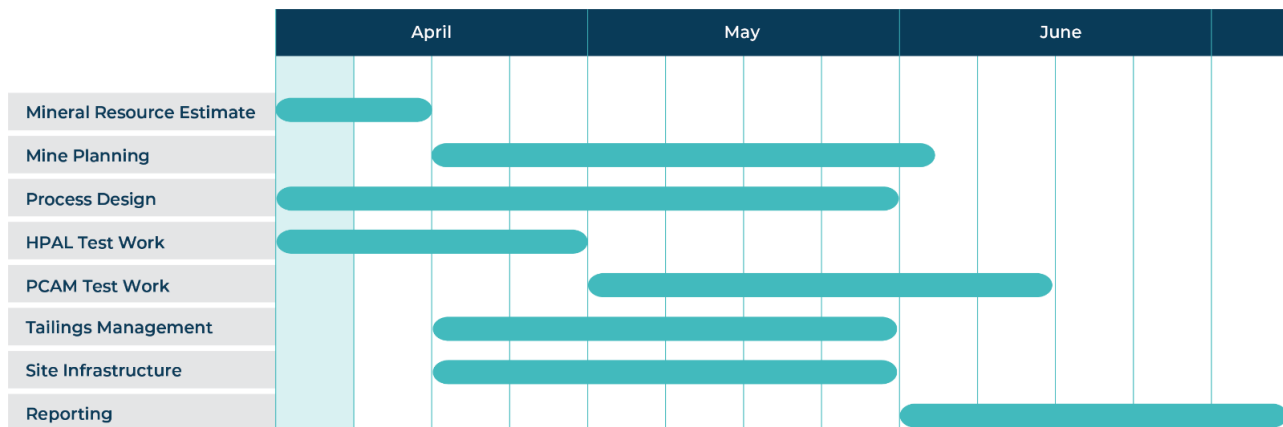 April May June
Mineral Resource Estimate
Mine Planning
Process Design
HPAL Test Work
PCAM Test Work
Tailings Management
Site Infrastructure
Reporting